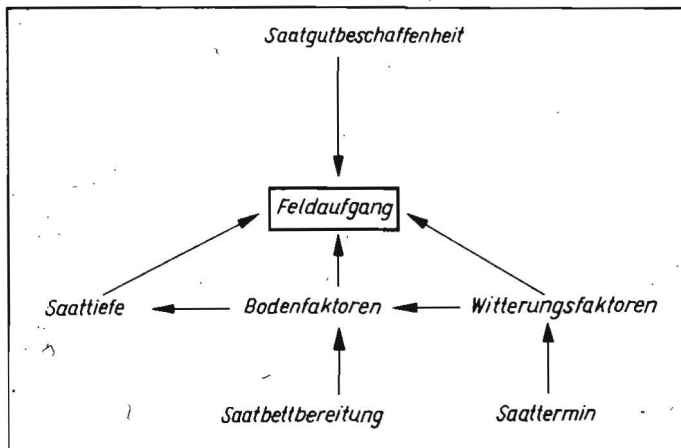 Saatgutbeschaffenheit
Feldaufgang
Saattiefe
Bodenfaktoren
Witterungsfaktoren
Saatbettbereitung
Saattermin